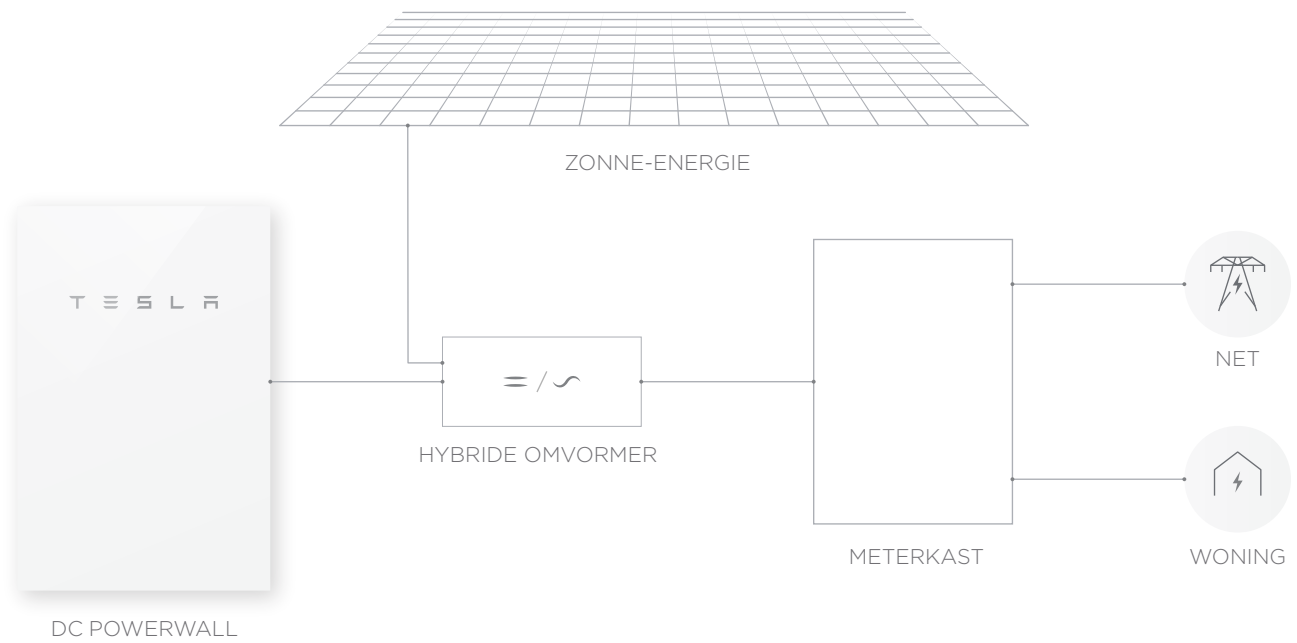 ZONNE-ENERGIE
TESLA
NET
HYBRIDE OMVORMER
METERKAST
WONING
DC POWERWALL